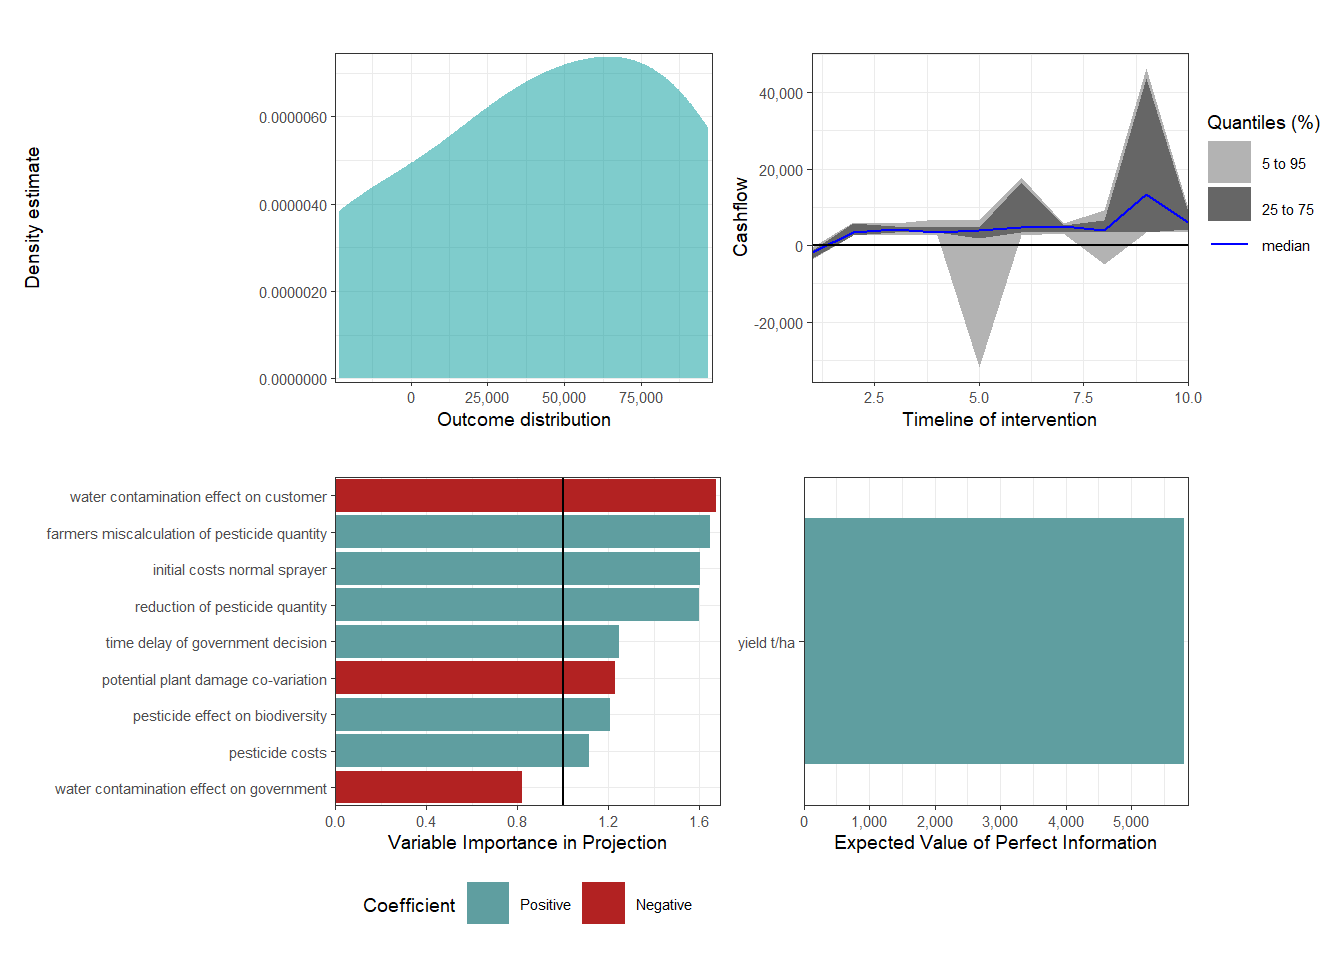 Density estimate
0.0000060
0.0000040
0.0000020
0.0000000
0 25,000 50,000 75,000
Outcome distribution
Cashflow
40,000
20,000
0
-20,000
2.5 5.0 7.5 10.0
Timeline of intervention
Quantiles (%)
5 to 95
25 to 75
median
water contamination effect on customer
farmers miscalculation of pesticide quantity
initial costs normal sprayer
reduction of pesticide quantity
time delay of government decision
potential plant damage co-variation
pesticide effect on biodiversity
pesticide costs
water contamination effect on government
0.0 0.4 0.8 1.2 1.6
Variable Importance in Projection
yield t/ha
0 1,000 2,000 3,000 4,000 5,000
Expected Value of Perfect Information
Coefficient Positive Negative